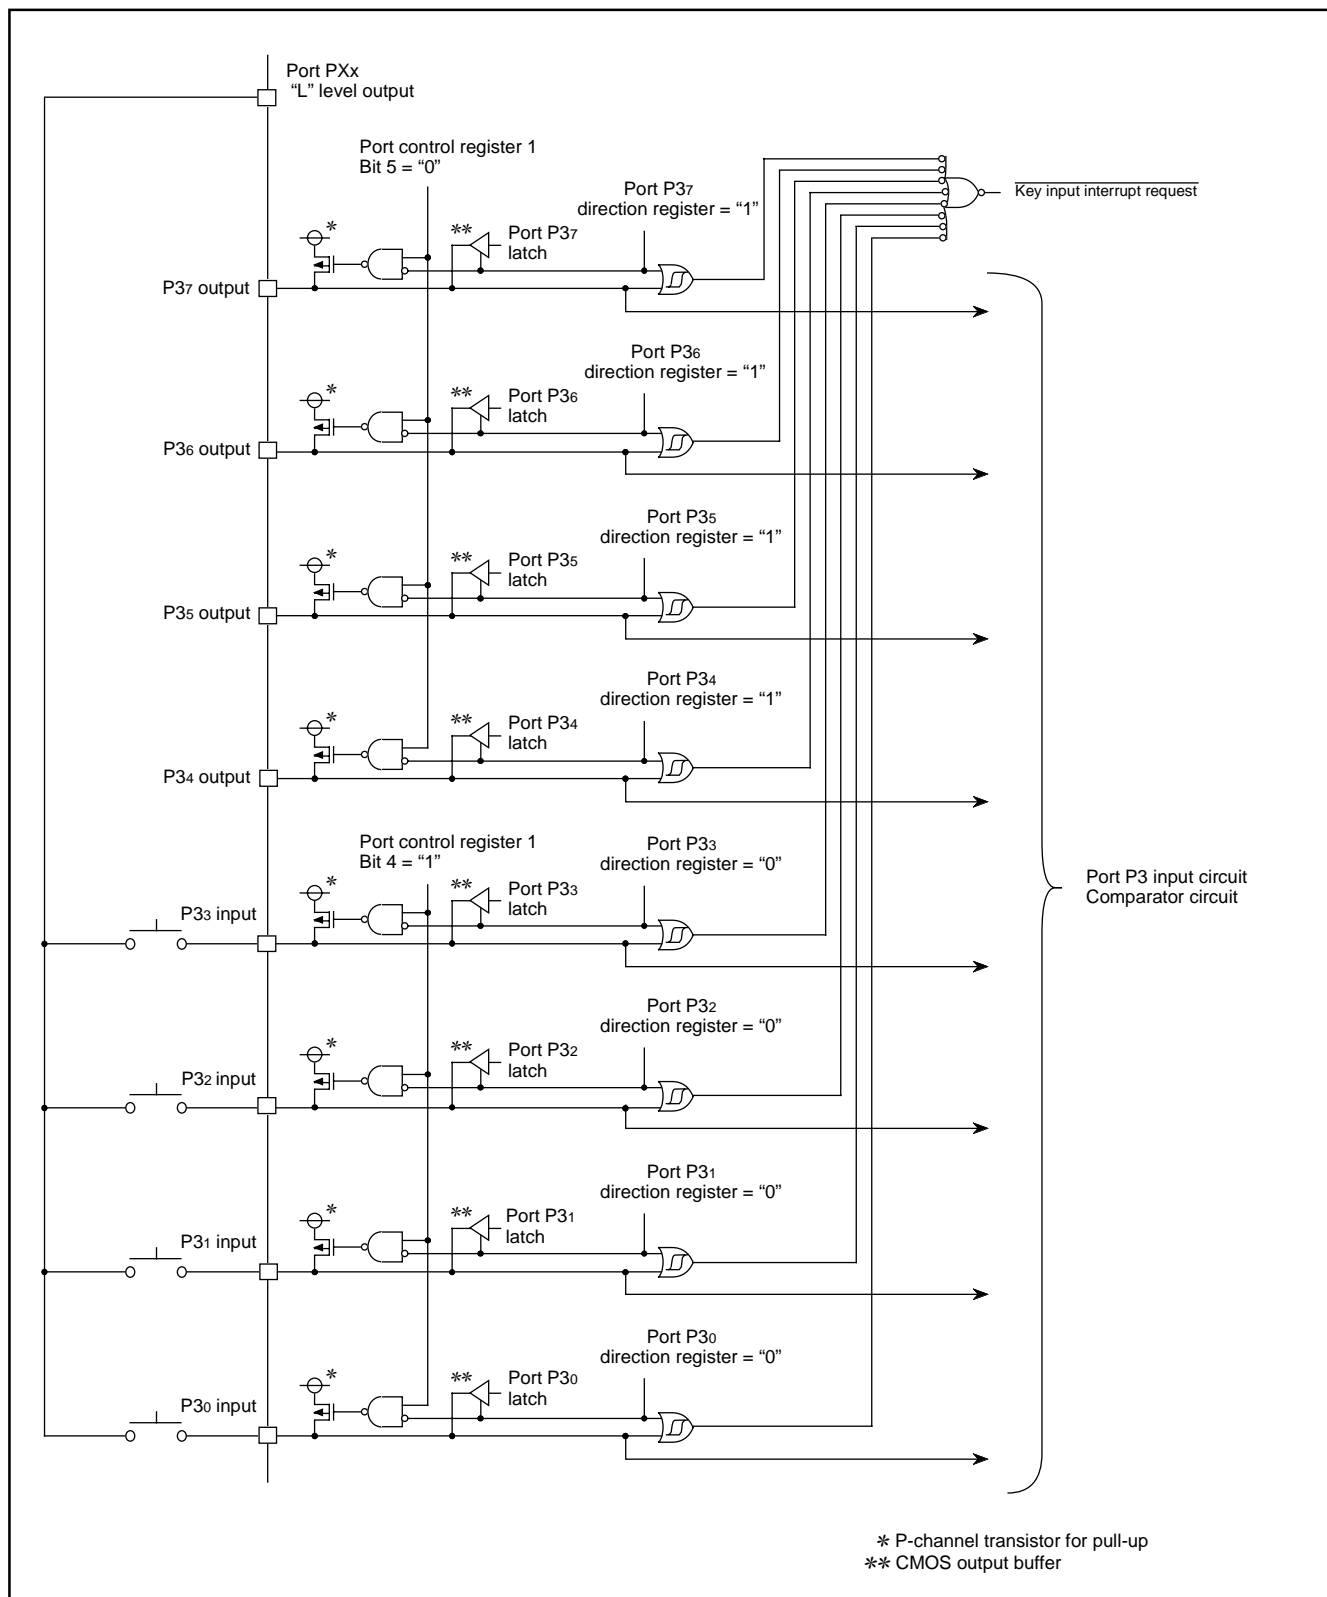 Port PXx
“L” level output
Port control register 1
Bit 5 = “0”
Key input interrupt request
Port P37
direction register = “1”
*
**
Port P37
latch
P37 output
Port P36
direction register = “1”
*
**
Port P36
latch
P36 output
Port P35
direction register = “1”
*
**
Port P35
latch
P35 output
Port P34
direction register = “1”
*
**
Port P34
latch
P34 output
Port control register 1
Bit 4 = “1”
Port P33
direction register = “0”
*
**
Port P33
latch
P33 input
Port P3 input circuit
Comparator circuit
Port P32
direction register = “0”
*
**
Port P32
latch
P32 input
Port P31
direction register = “0”
*
**
Port P31
latch
P31 input
Port P30
direction register = “0”
*
**
Port P30
latch
P30 input
* P-channel transistor for pull-up
** CMOS output buffer